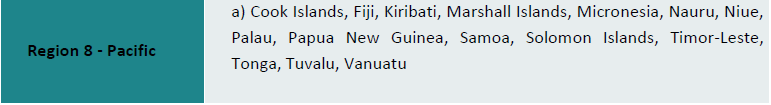 Region 8 - Pacific
a) Cook Islands, Fiji, Kiribati, Marshall Islands, Micronesia, Nauru, Niue,
Palau, Papua New Guinea, Samoa, Solomon Islands, Timor-Leste,
Tonga, Tuvalu, Vanuatu